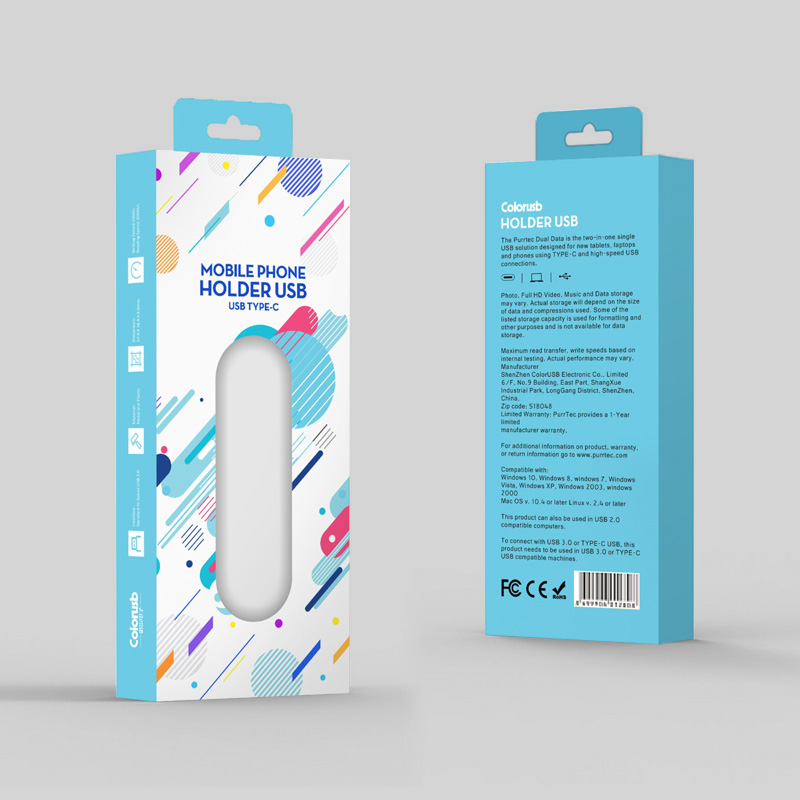 MOBILE PHONE
HOLDER USB
USB TYPE-C
Colorusb
Colorusb
HOLDER USB
The Purrtec Dual Data is the two-in-one single
USB solution designed for new tablets, laptops
and phones using TYPE-C and high-speed USB
connections.
Photo, Full HD Video, Music and Data storage
may vary. Actual storage will depend on the size
of data and compressions used. Some of the
listed storage capacity is used for formatting and
other purposes and is not available for data
storage.
Maximum read transfer, write speeds based on
internal testing. Actual performance may vary.
Manufacturer
ShenZhen ColorUSB Electronic Co., Limited
6/F, No.9 Building, East Part, ShangXue
Industrial Park, LongGang District, ShenZhen,
China.
Zip code: 518048
Limited Warranty: PurrTec provides a 1-Year
limited
manufacturer warranty.
For additional information on product, warranty,
or return information go to www.purrtec.com
Compatible with:
Windows 10, Windows 8, windows 7, Windows
Vista, Windows XP, Windows 2003, windows
2000
Mac OS v. 10.4 or later Linux v. 2.4 or later
This product can also be used in USB 2.0
compatible computers.
To connect with USB 3.0 or TYPE-C USB, this
product needs to be used in USB 3.0 or TYPE-C
USB compatible machines.
FC CE RoHS
8 699906 012808